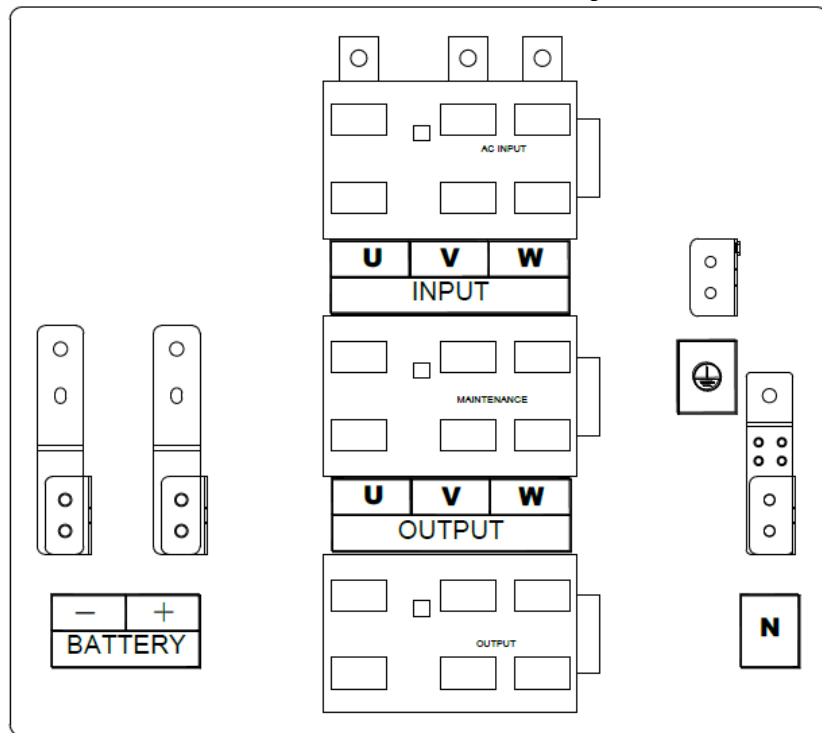 AC INPUT
U V W
INPUT
MAINTENANCE
U V W
OUTPUT
− +
BATTERY
OUTPUT
N